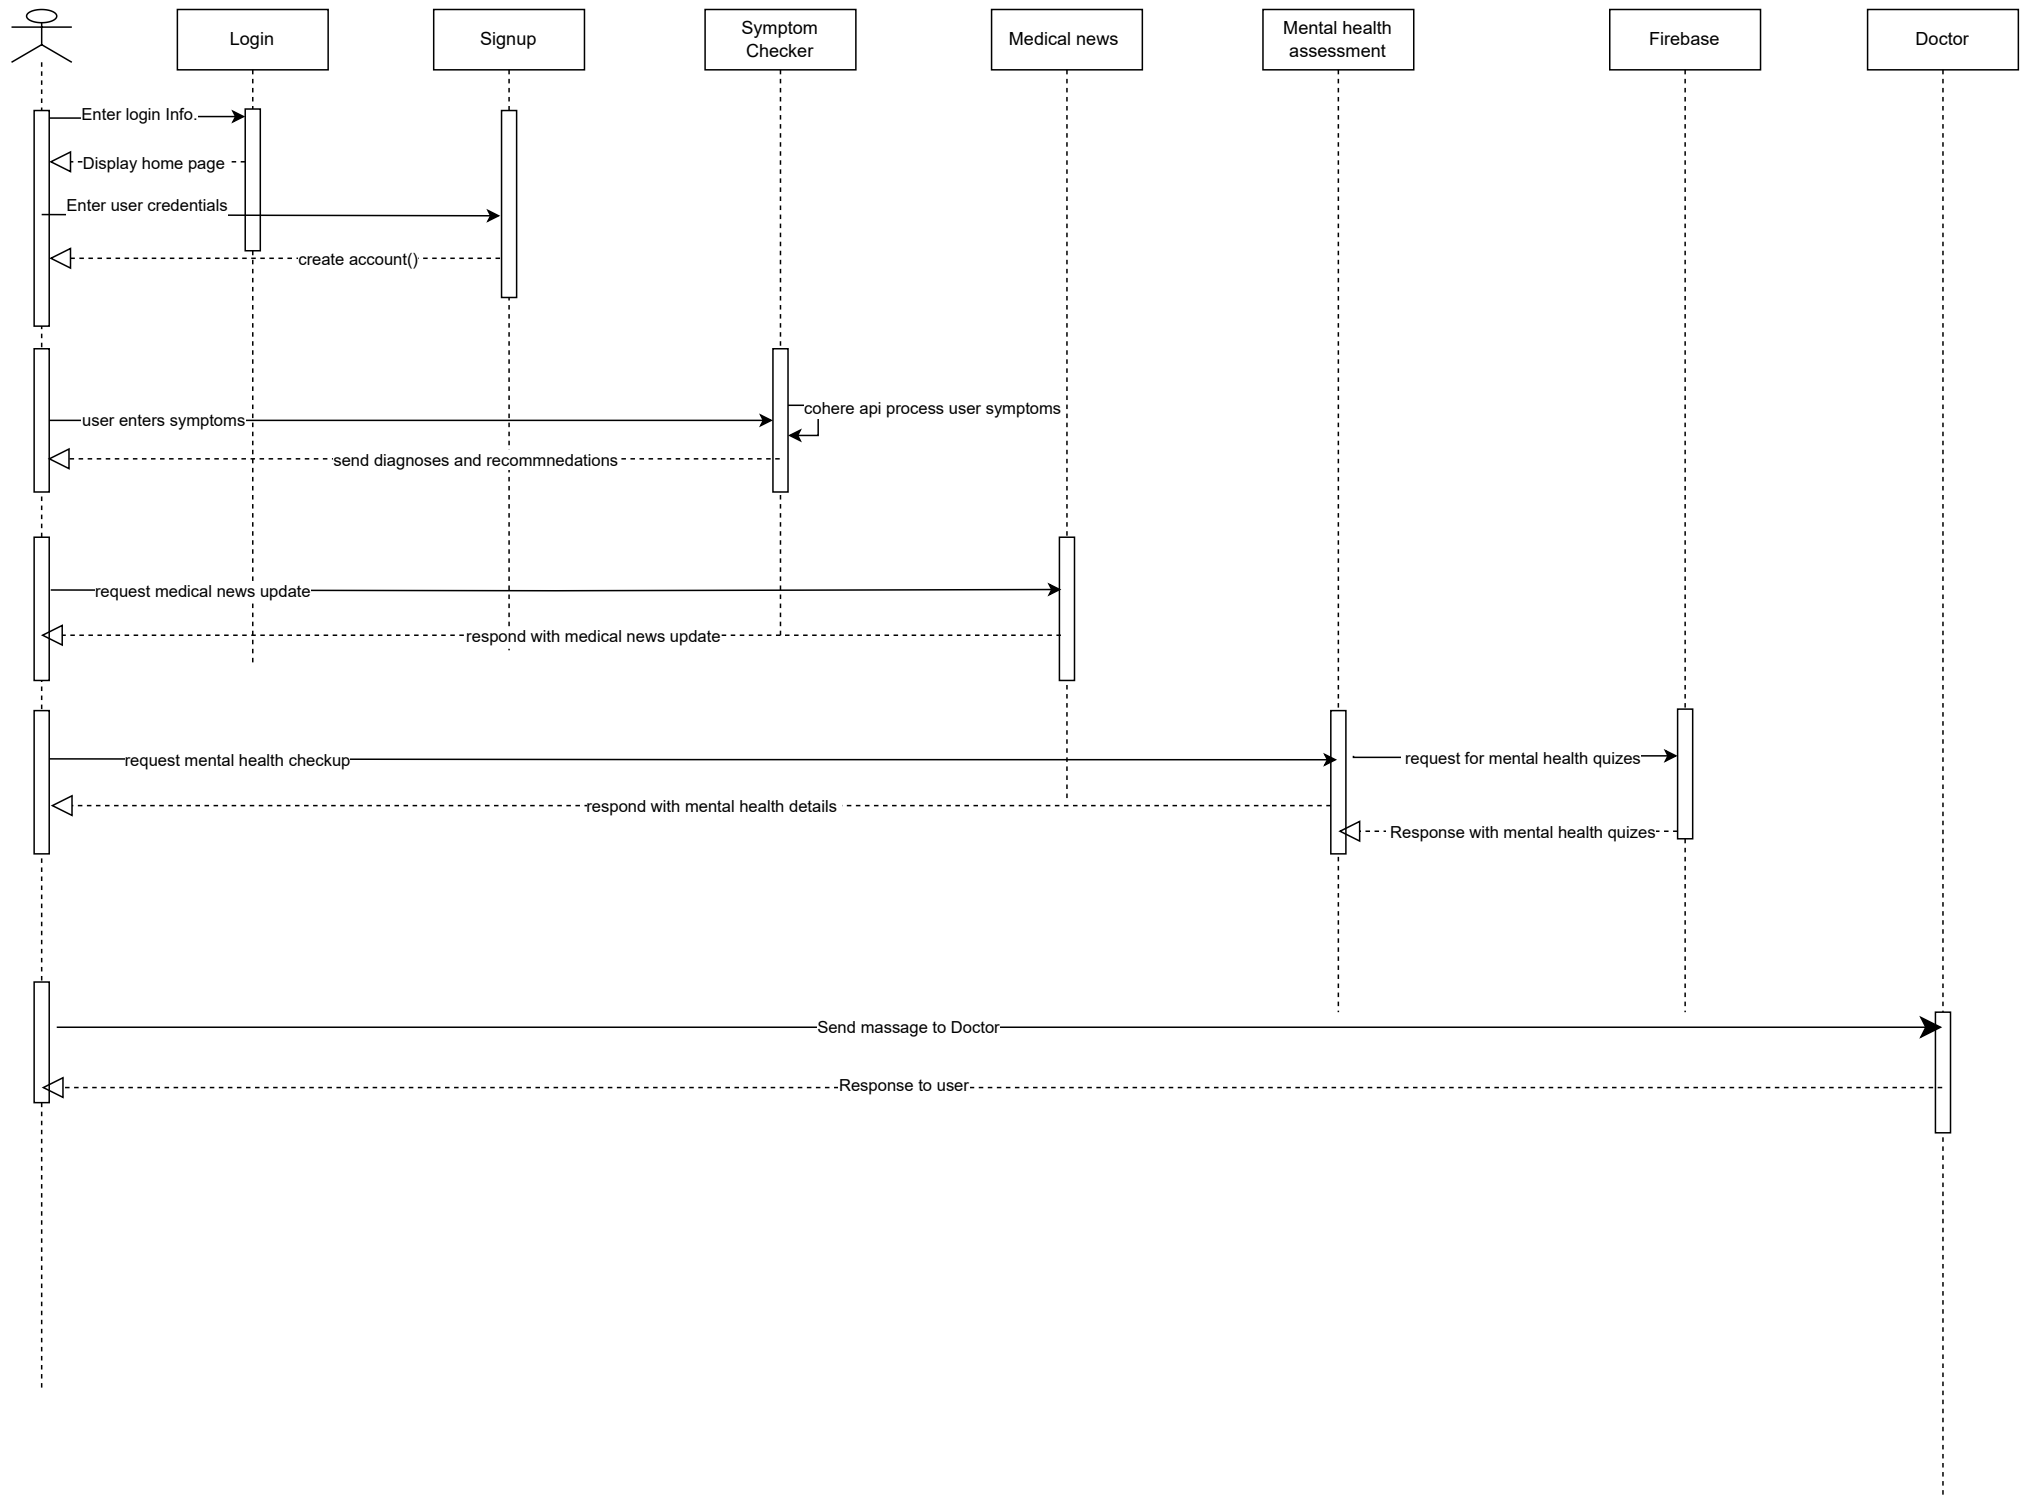 Login
Signup
Symptom
Checker
Medical news
Mental health
assessment
Firebase
Doctor
Enter login Info.
Display home page
Enter user credentials
create account()
cohere api process user symptoms
user enters symptoms
send diagnoses and recommnedations
request medical news update
respond with medical news update
request mental health checkup
request for mental health quizes
respond with mental health details
Response with mental health quizes
Send massage to Doctor
Response to user